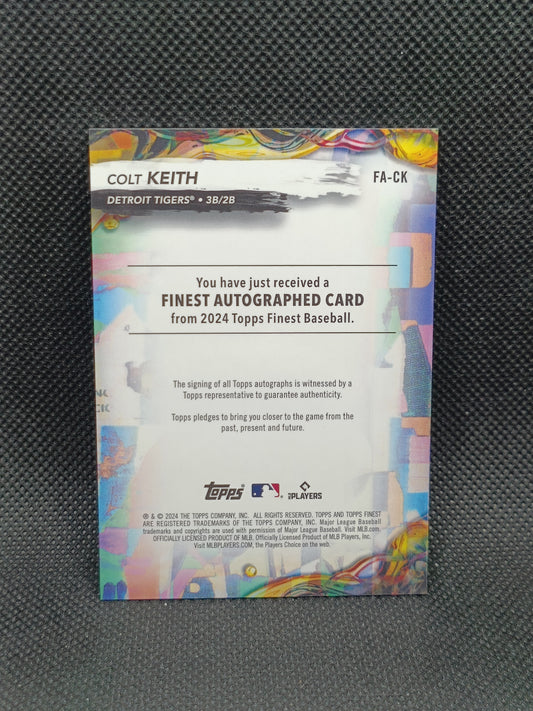 COLT KEITH
FA-CK
DETROIT TIGERS® • 3B/2B
You have just received a
FINEST AUTOGRAPHED CARD
from 2024 Topps Finest Baseball.
The signing of all Topps autographs is witnessed by a
Topps representative to guarantee authenticity.
Topps pledges to bring you closer to the game from the
past, present and future.
topps
PLAYERS
® & © 2024 THE TOPPS COMPANY, INC. ALL RIGHTS RESERVED. TOPPS AND TOPPS FINEST
ARE REGISTERED TRADEMARKS OF THE TOPPS COMPANY, INC. Major League Baseball
trademarks and copyrights are used with permission of Major League Baseball. Visit MLB.com.
OFFICIALLY LICENSED PRODUCT OF MLB, Officially Licensed Product of MLB Players, Inc.
Visit MLBPLAYERS.com, the Players Choice on the web.